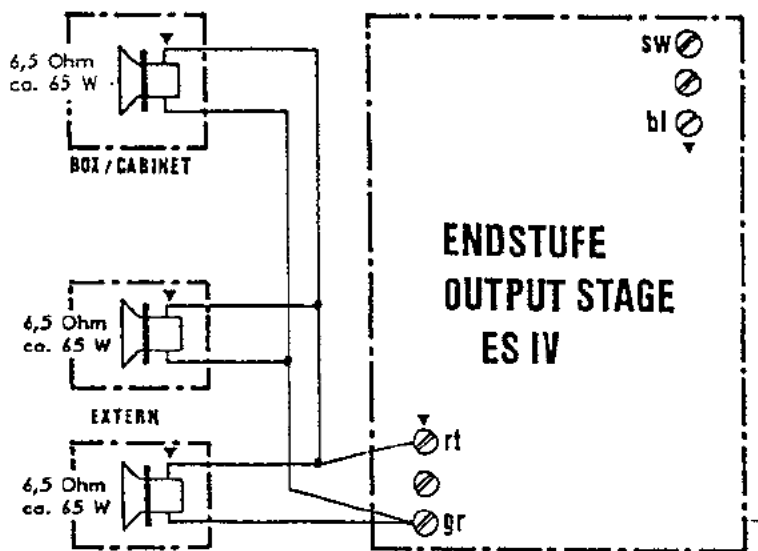 6,5 Ohm
ca. 65 W
BOX / CABINET
6,5 Ohm
ca. 65 W
EXTERN
6,5 Ohm
ca. 65 W
sw
bl
ENDSTUFE
OUTPUT STAGE
ES IV
rt
gr